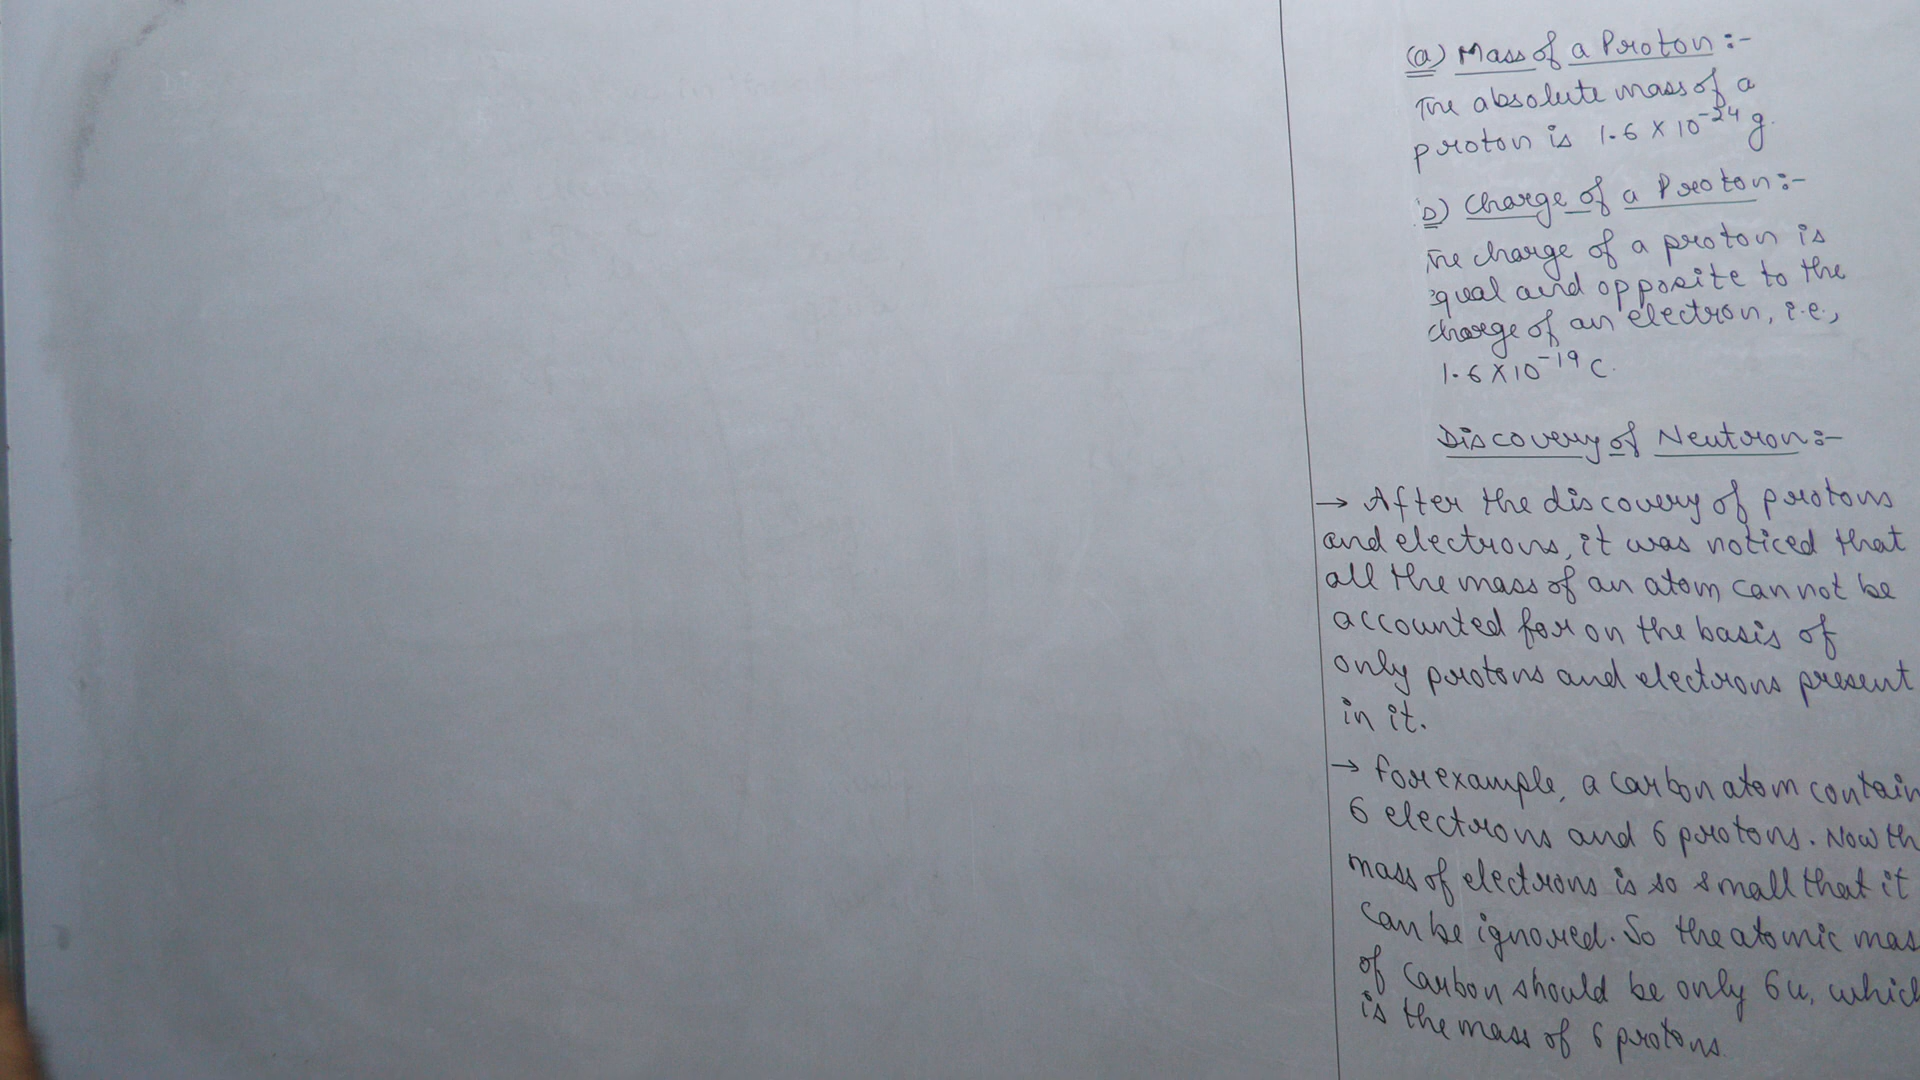 (a) Mass of a Proton :-
The absolute mass of a
proton is 1.6 X 10⁻²⁴ g.
b) Charge of a Proton:-
The charge of a proton is
equal and opposite to the
charge of an electron, i.e.,
1.6 X 10⁻¹⁹ C.
Discovery of Neutron:-
→ After the discovery of protons
and electrons, it was noticed that
all the mass of an atom cannot be
accounted for on the basis of
only protons and electrons present
in it.
→ For example, a carbon atom contain
6 electrons and 6 protons. Now th
mass of electrons is so small that it
can be ignored. So the atomic mas
of carbon should be only 6u, which
is the mass of 6 protons.